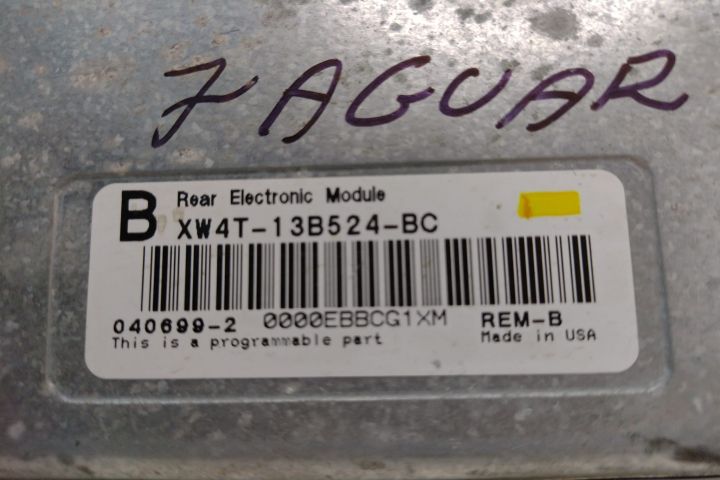 JAGUAR
B Rear Electronic Module
XW4T-13B524-BC
040699-2 0000EBBCG1XM REM-B
This is a programmable part Made in USA